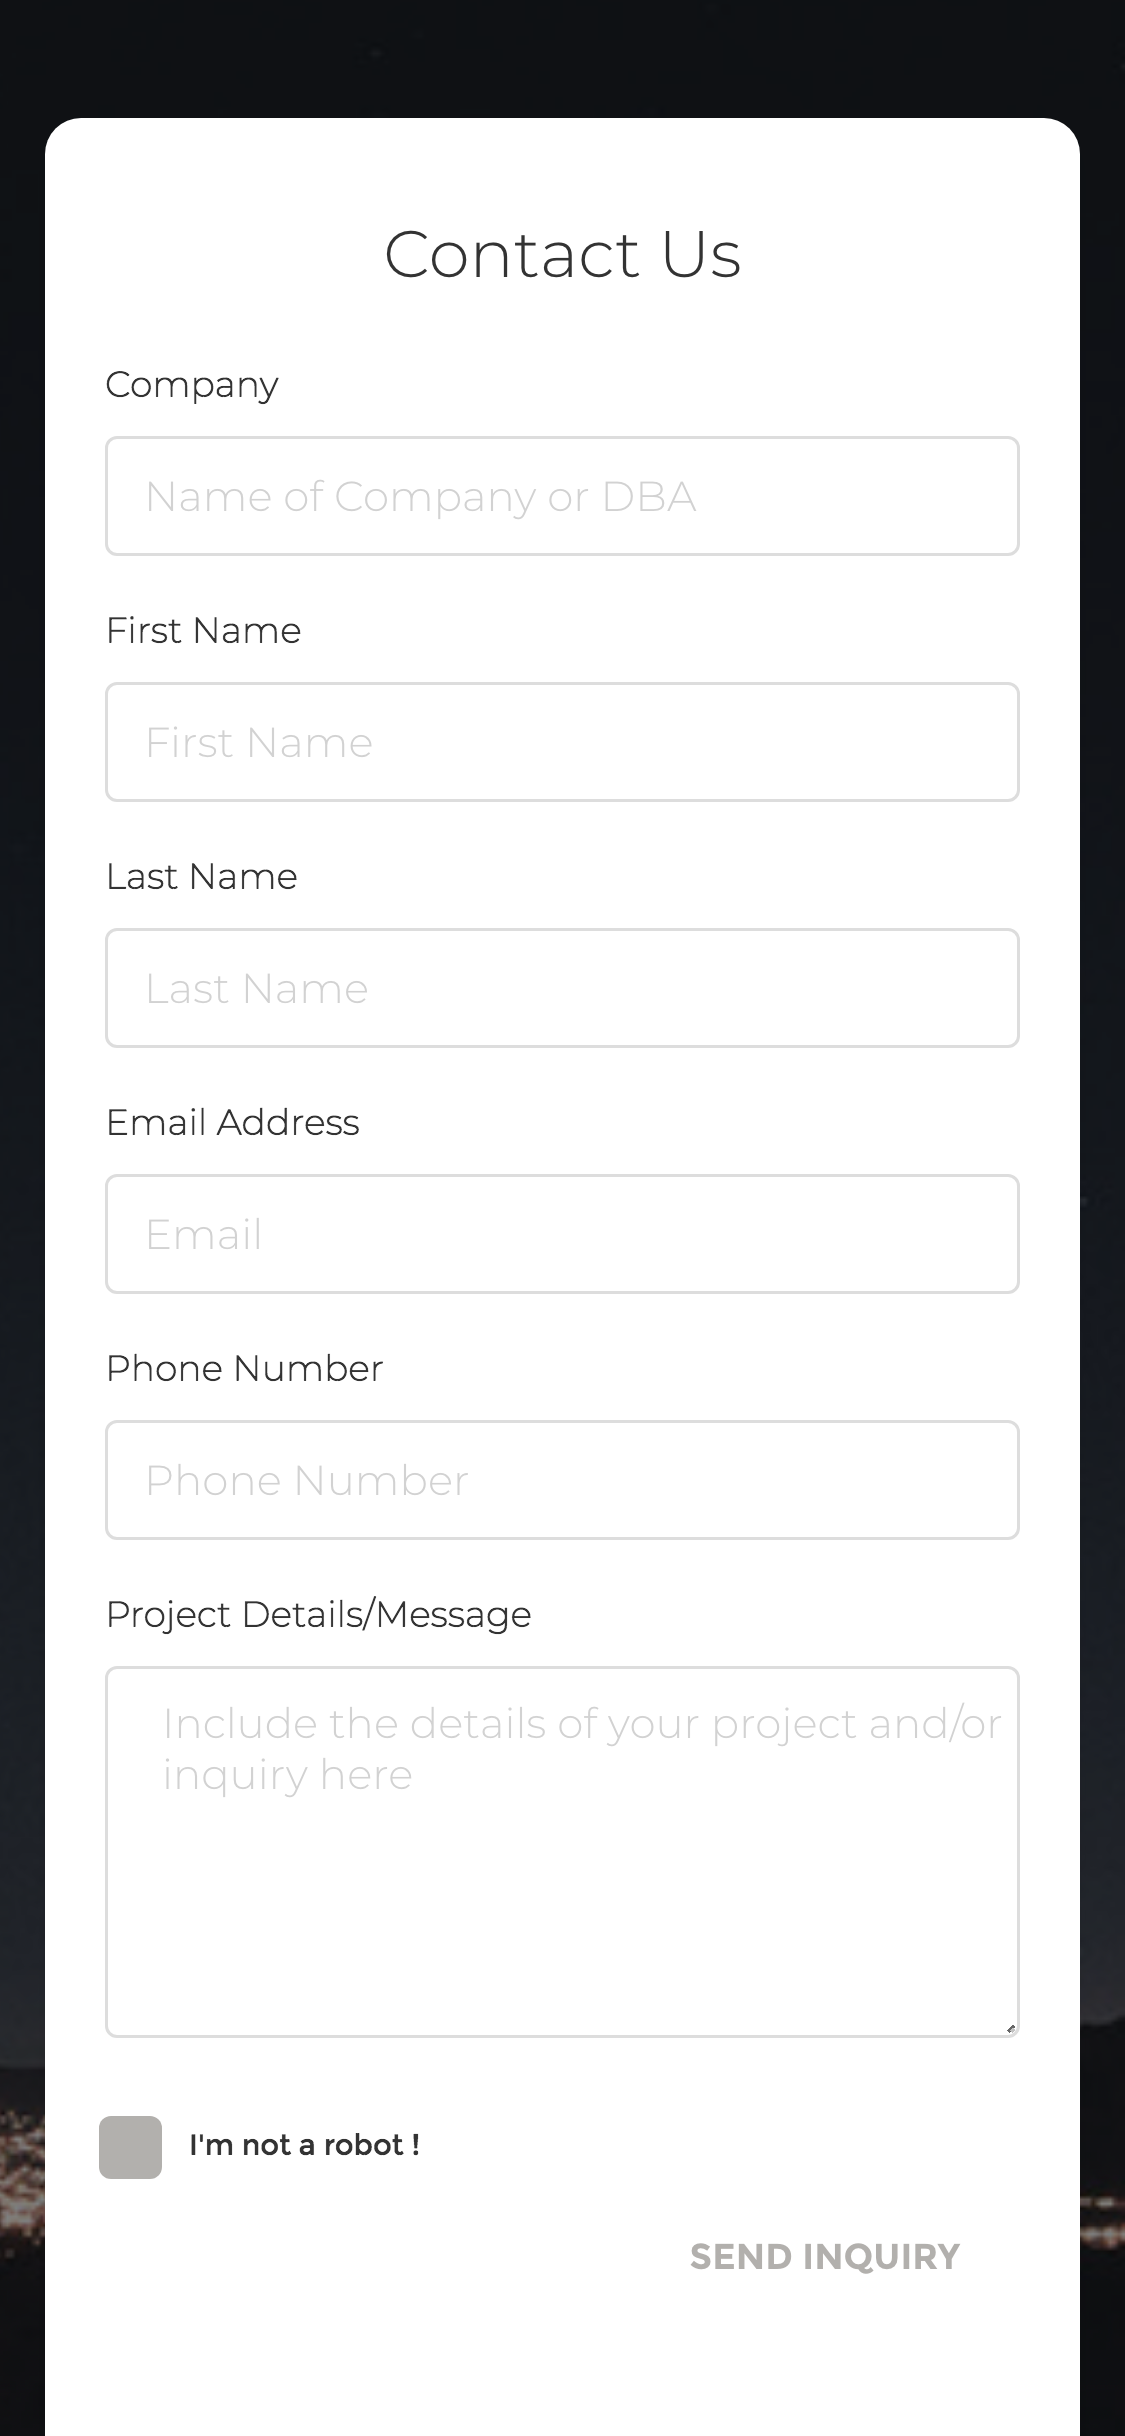 Contact Us
Company
Name of Company or DBA
First Name
First Name
Last Name
Last Name
Email Address
Email
Phone Number
Phone Number
Project Details/Message
Include the details of your project and/or
inquiry here
I'm not a robot !
SEND INQUIRY